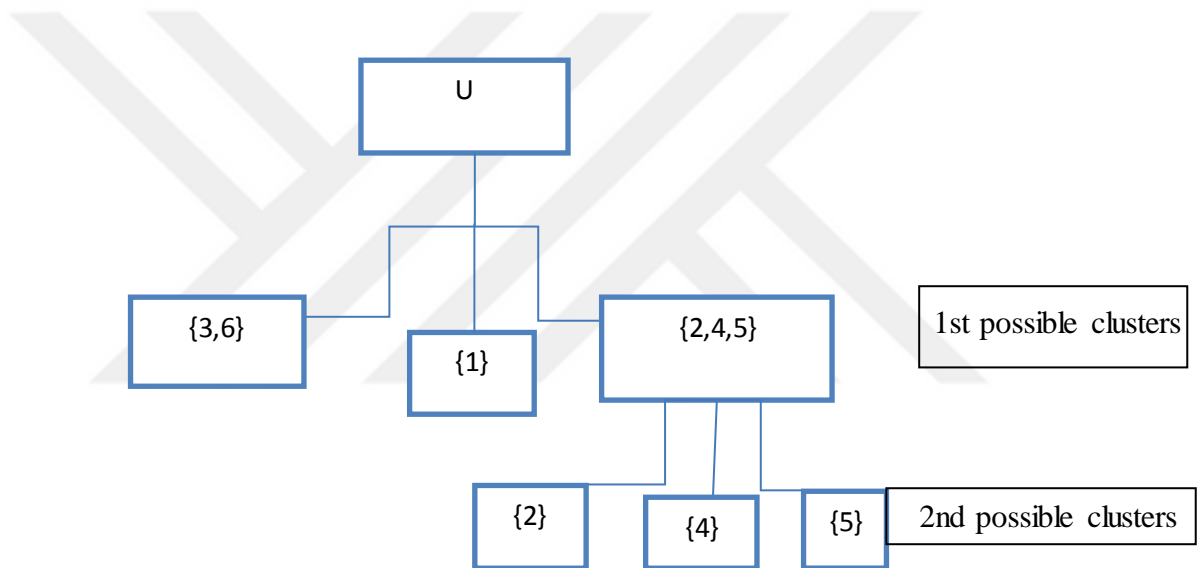 U
{3,6}
{1}
{2,4,5}
1st possible clusters
{2}
{4}
{5}
2nd possible clusters